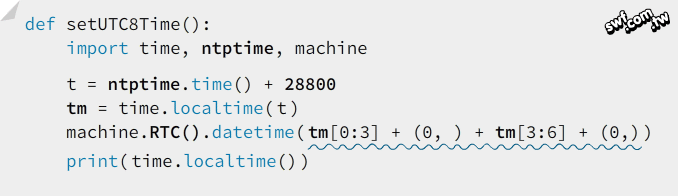 def setUTC8Time():
    import time, ntptime, machine
    t = ntptime.time() + 28800
    tm = time.localtime(t)
    machine.RTC().datetime(tm[0:3] + (0, ) + tm[3:6] + (0,))
    print(time.localtime())
swf.com.tw